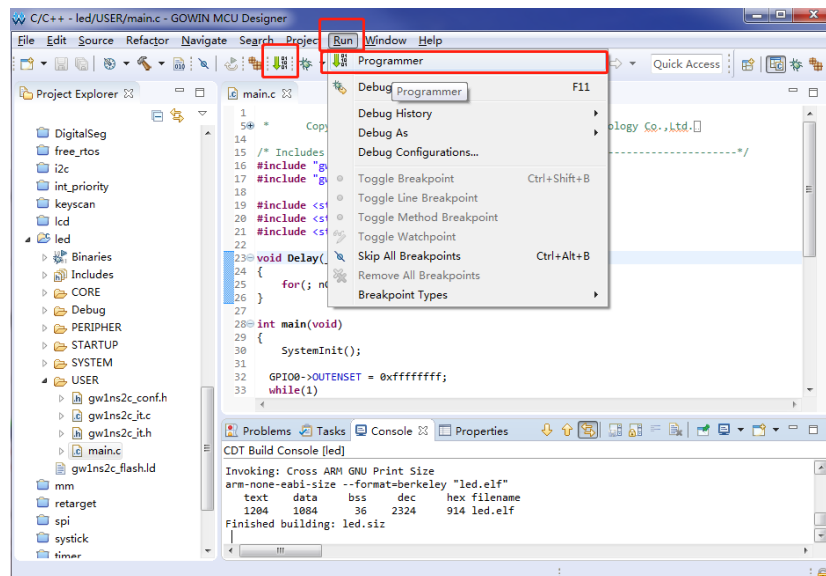 C/C++ - led/USER/main.c - GOWIN MCU Designer
File Edit Source Refactor Navigate Search Project Run Window Help
Quick Access
Programmer
Debug F11
Programmer
Debug History
Debug As
Debug Configurations...
Toggle Breakpoint Ctrl+Shift+B
Toggle Line Breakpoint
Toggle Method Breakpoint
Toggle Watchpoint
Skip All Breakpoints Ctrl+Alt+B
Remove All Breakpoints
Breakpoint Types
Project Explorer
DigitalSeg
free_rtos
i2c
int_priority
keyscan
lcd
led
Binaries
Includes
CORE
Debug
PERIPHER
STARTUP
SYSTEM
USER
gw1ns2c_conf.h
gw1ns2c_it.c
gw1ns2c_it.h
main.c
gw1ns2c_flash.ld
mm
retarget
spi
systick
timer
main.c
1
5 * Copy ology Co.,Ltd.
14
15 /* Includes -----------------*/
16 #include "gw
17 #include "gw
18
19 #include <st
20 #include <st
21 #include <st
22
23 void Delay(_
24 {
25 for(; nC
26 }
27
28 int main(void)
29 {
30 SystemInit();
31
32 GPIO0->OUTENSET = 0xffffffff;
33 while(1)
Problems Tasks Console Properties
CDT Build Console [led]
Invoking: Cross ARM GNU Print Size
arm-none-eabi-size --format=berkeley "led.elf"
text data bss dec hex filename
1204 1084 36 2324 914 led.elf
Finished building: led.siz